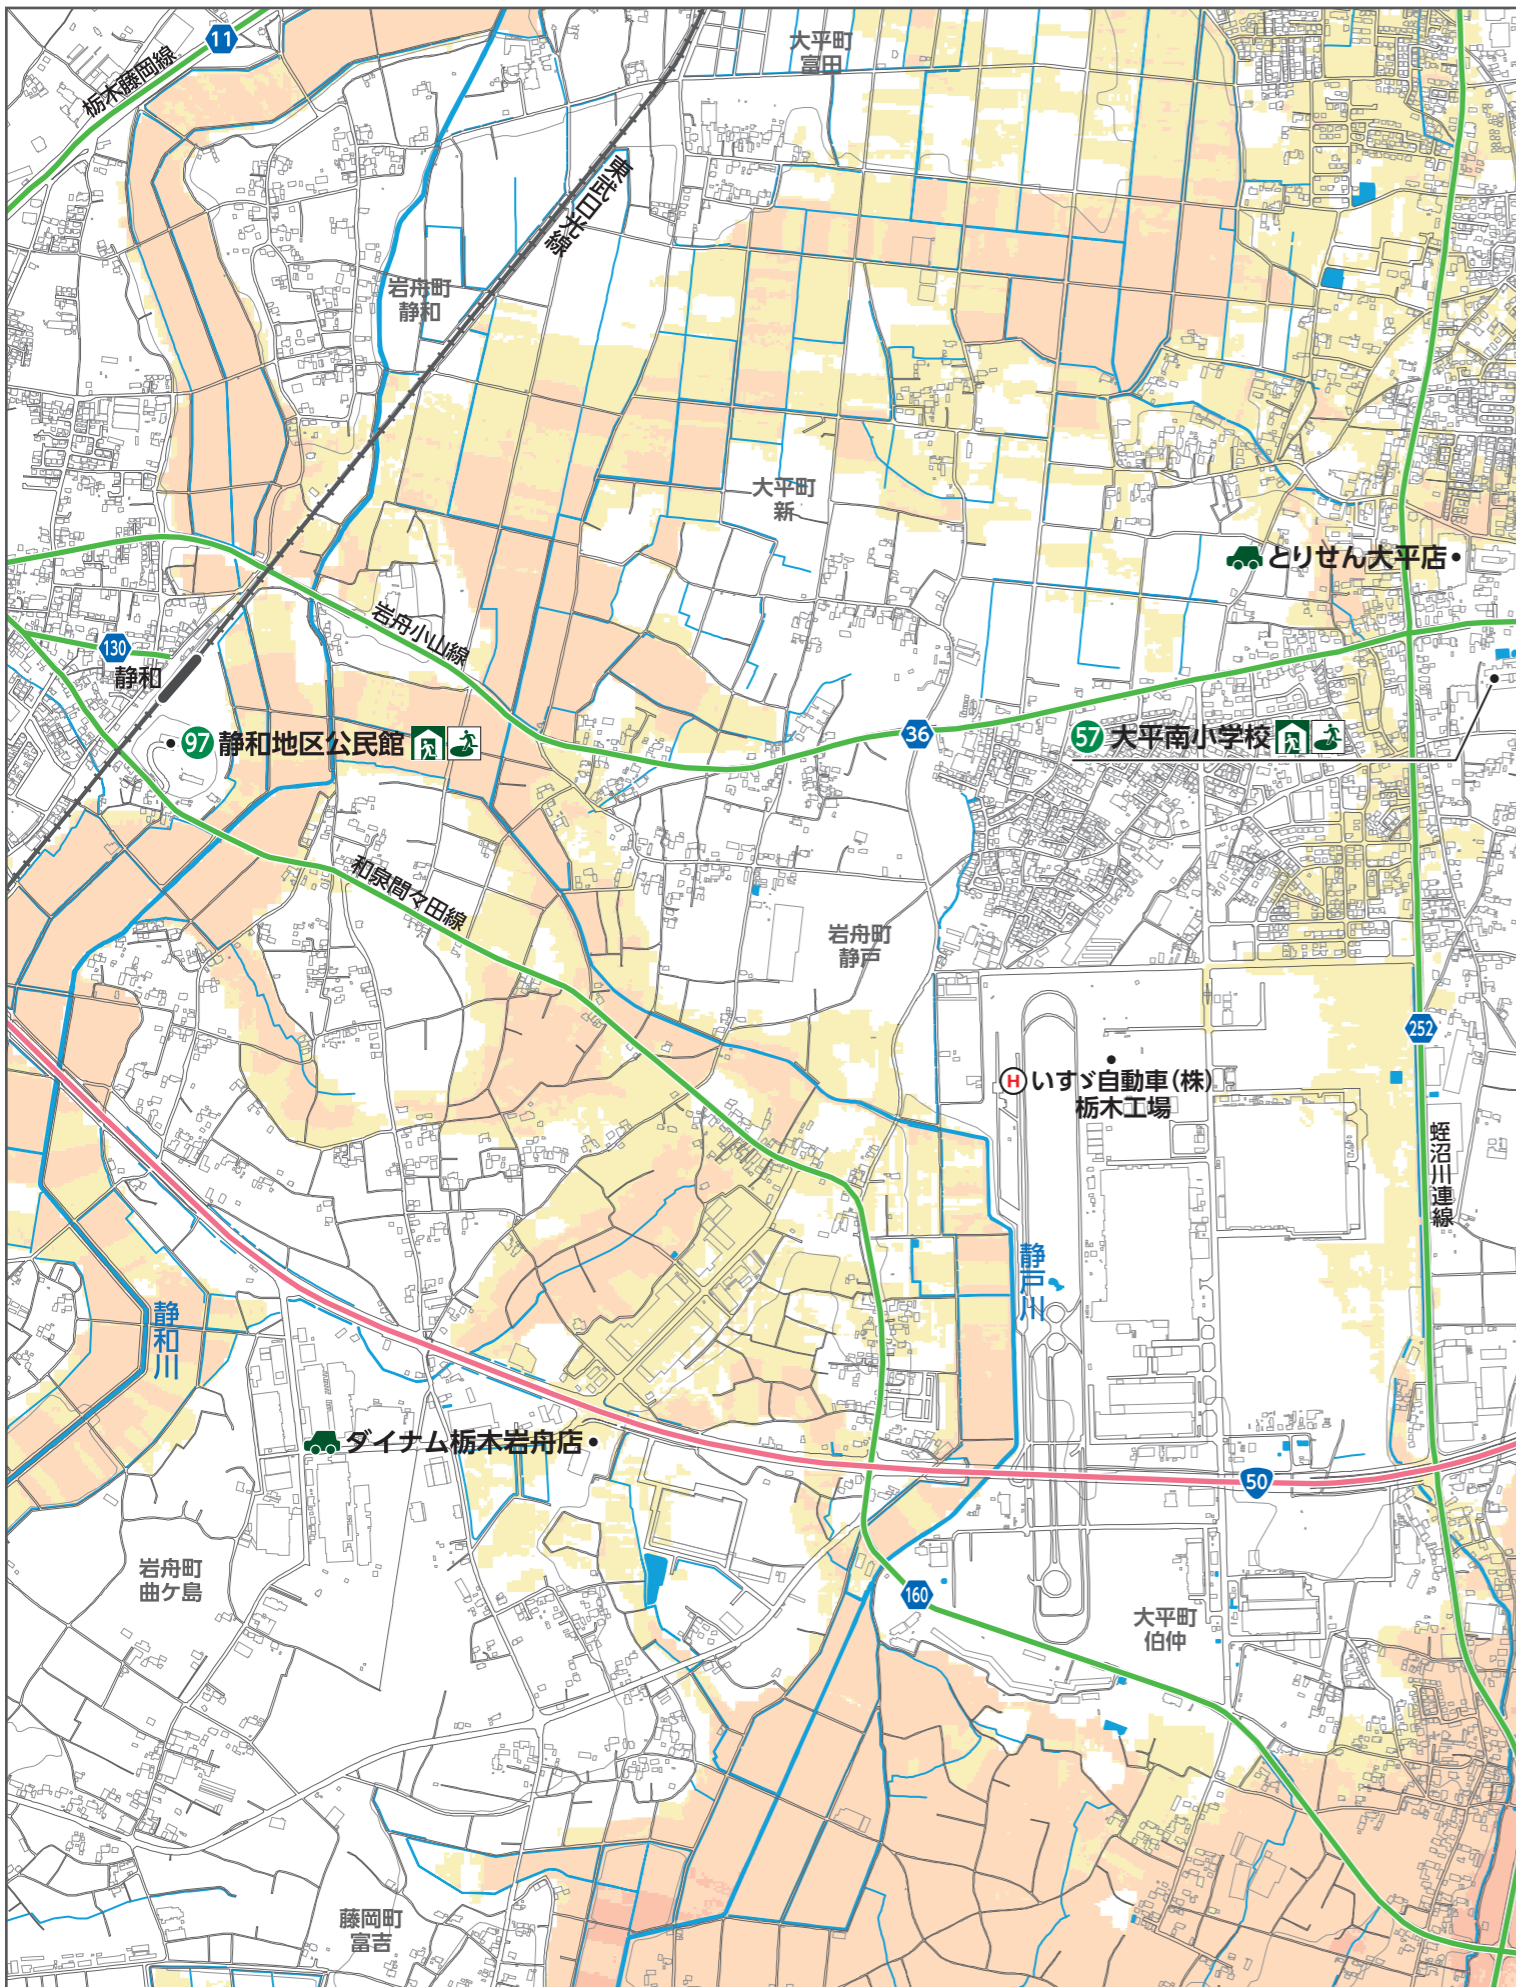 11
栃木藤岡線
大平町
富田
東武日光線
岩舟町
静和
大平町
新
とりせん大平店
岩舟小山線
130
静和
97 静和地区公民館
36
57 大平南小学校
和泉間々田線
岩舟町
静戸
252
H いすゞ自動車(株)
栃木工場
蛭沼川連線
静戸川
静和川
ダイナム栃木岩舟店
50
岩舟町
曲ケ島
160
大平町
伯仲
藤岡町
富吉